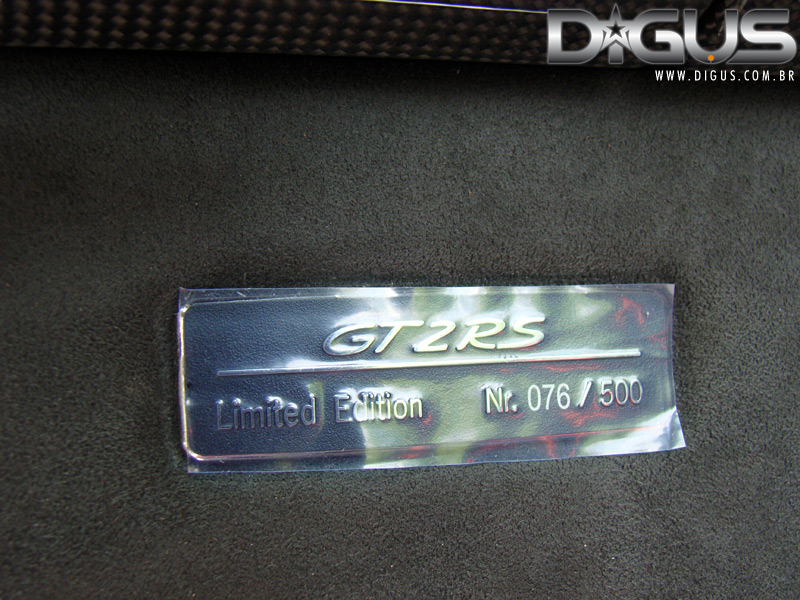 DIGUS
WWW.DIGUS.COM.BR
GT2RS
Limited Edition Nr. 076 / 500